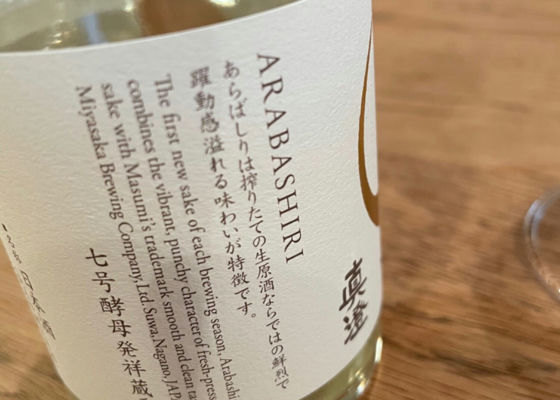 真澄
ARABASHIRI
あらばしりは搾りたての生原酒ならではの鮮烈で
躍動感溢れる味わいが特徴です。
The first new sake of each brewing season, Arabashi
combines the vibrant, punchy character of fresh-press
sake with Masumi's trademark smooth and clean ta
Miyasaka Brewing Company, Ltd. Suwa, Nagano, JAPA
七号酵母発祥蔵
日本酒